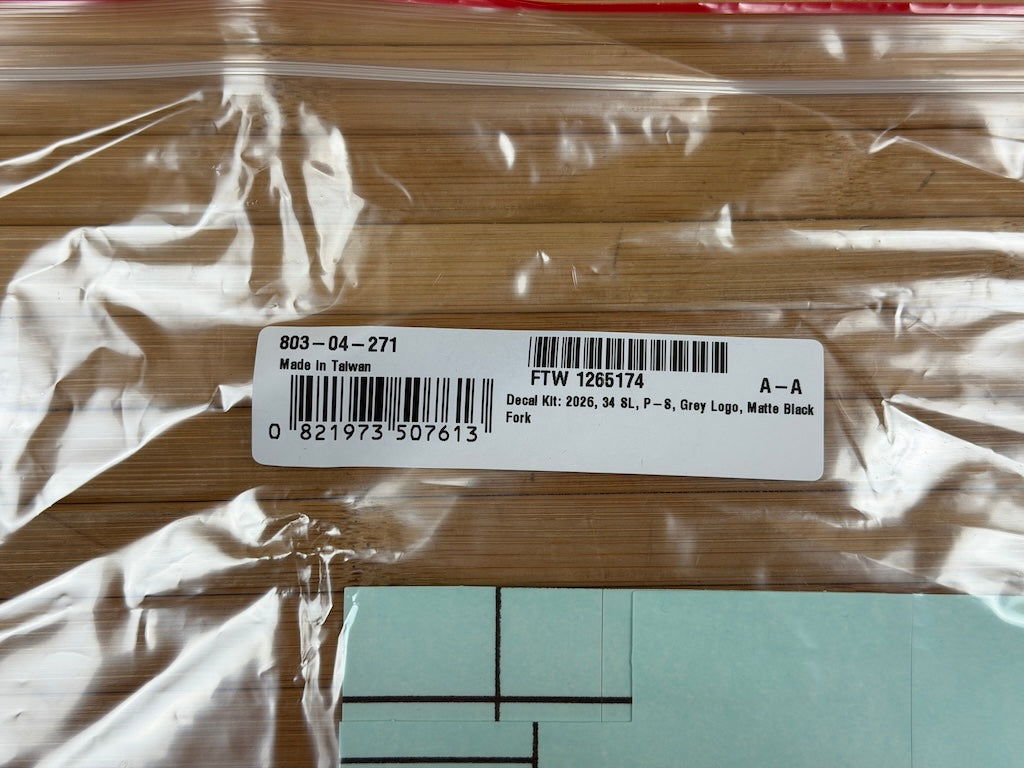 803-04-271
Made In Taiwan
0 821973 507613
FTW 1265174
A-A
Decal Kit: 2026, 34 SL, P-S, Grey Logo, Matte Black
Fork